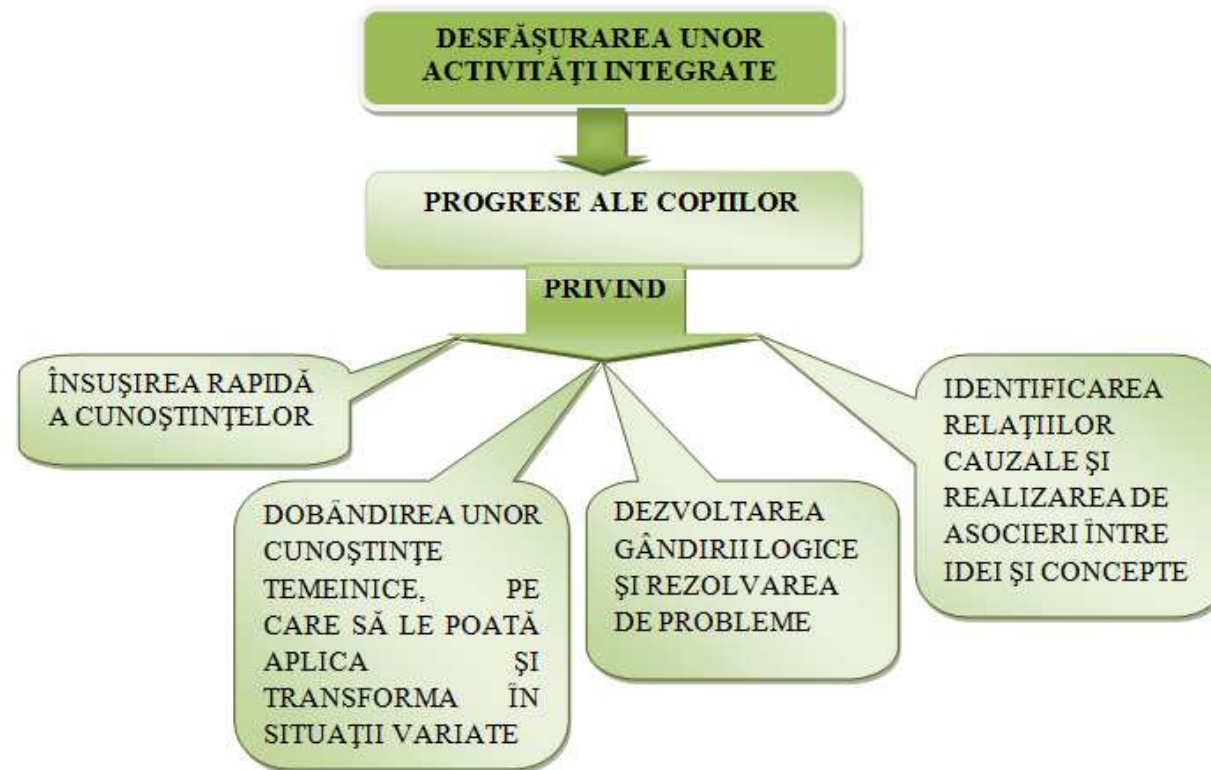 DESFĂȘURAREA UNOR
ACTIVITĂŢI INTEGRATE
PROGRESE ALE COPIILOR
PRIVIND
ÎNSUŞIREA RAPIDĂ
A CUNOŞTINŢELOR
DOBÂNDIREA UNOR
CUNOŞTINŢE
TEMEINICE, PE
CARE SĂ LE POATĂ
APLICA ŞI
TRANSFORMA ÎN
SITUAŢII VARIATE
DEZVOLTAREA
GÂNDIRII LOGICE
ŞI REZOLVAREA
DE PROBLEME
IDENTIFICAREA
RELAŢIILOR
CAUZALE ŞI
REALIZAREA DE
ASOCIERI ÎNTRE
IDEI ŞI CONCEPTE